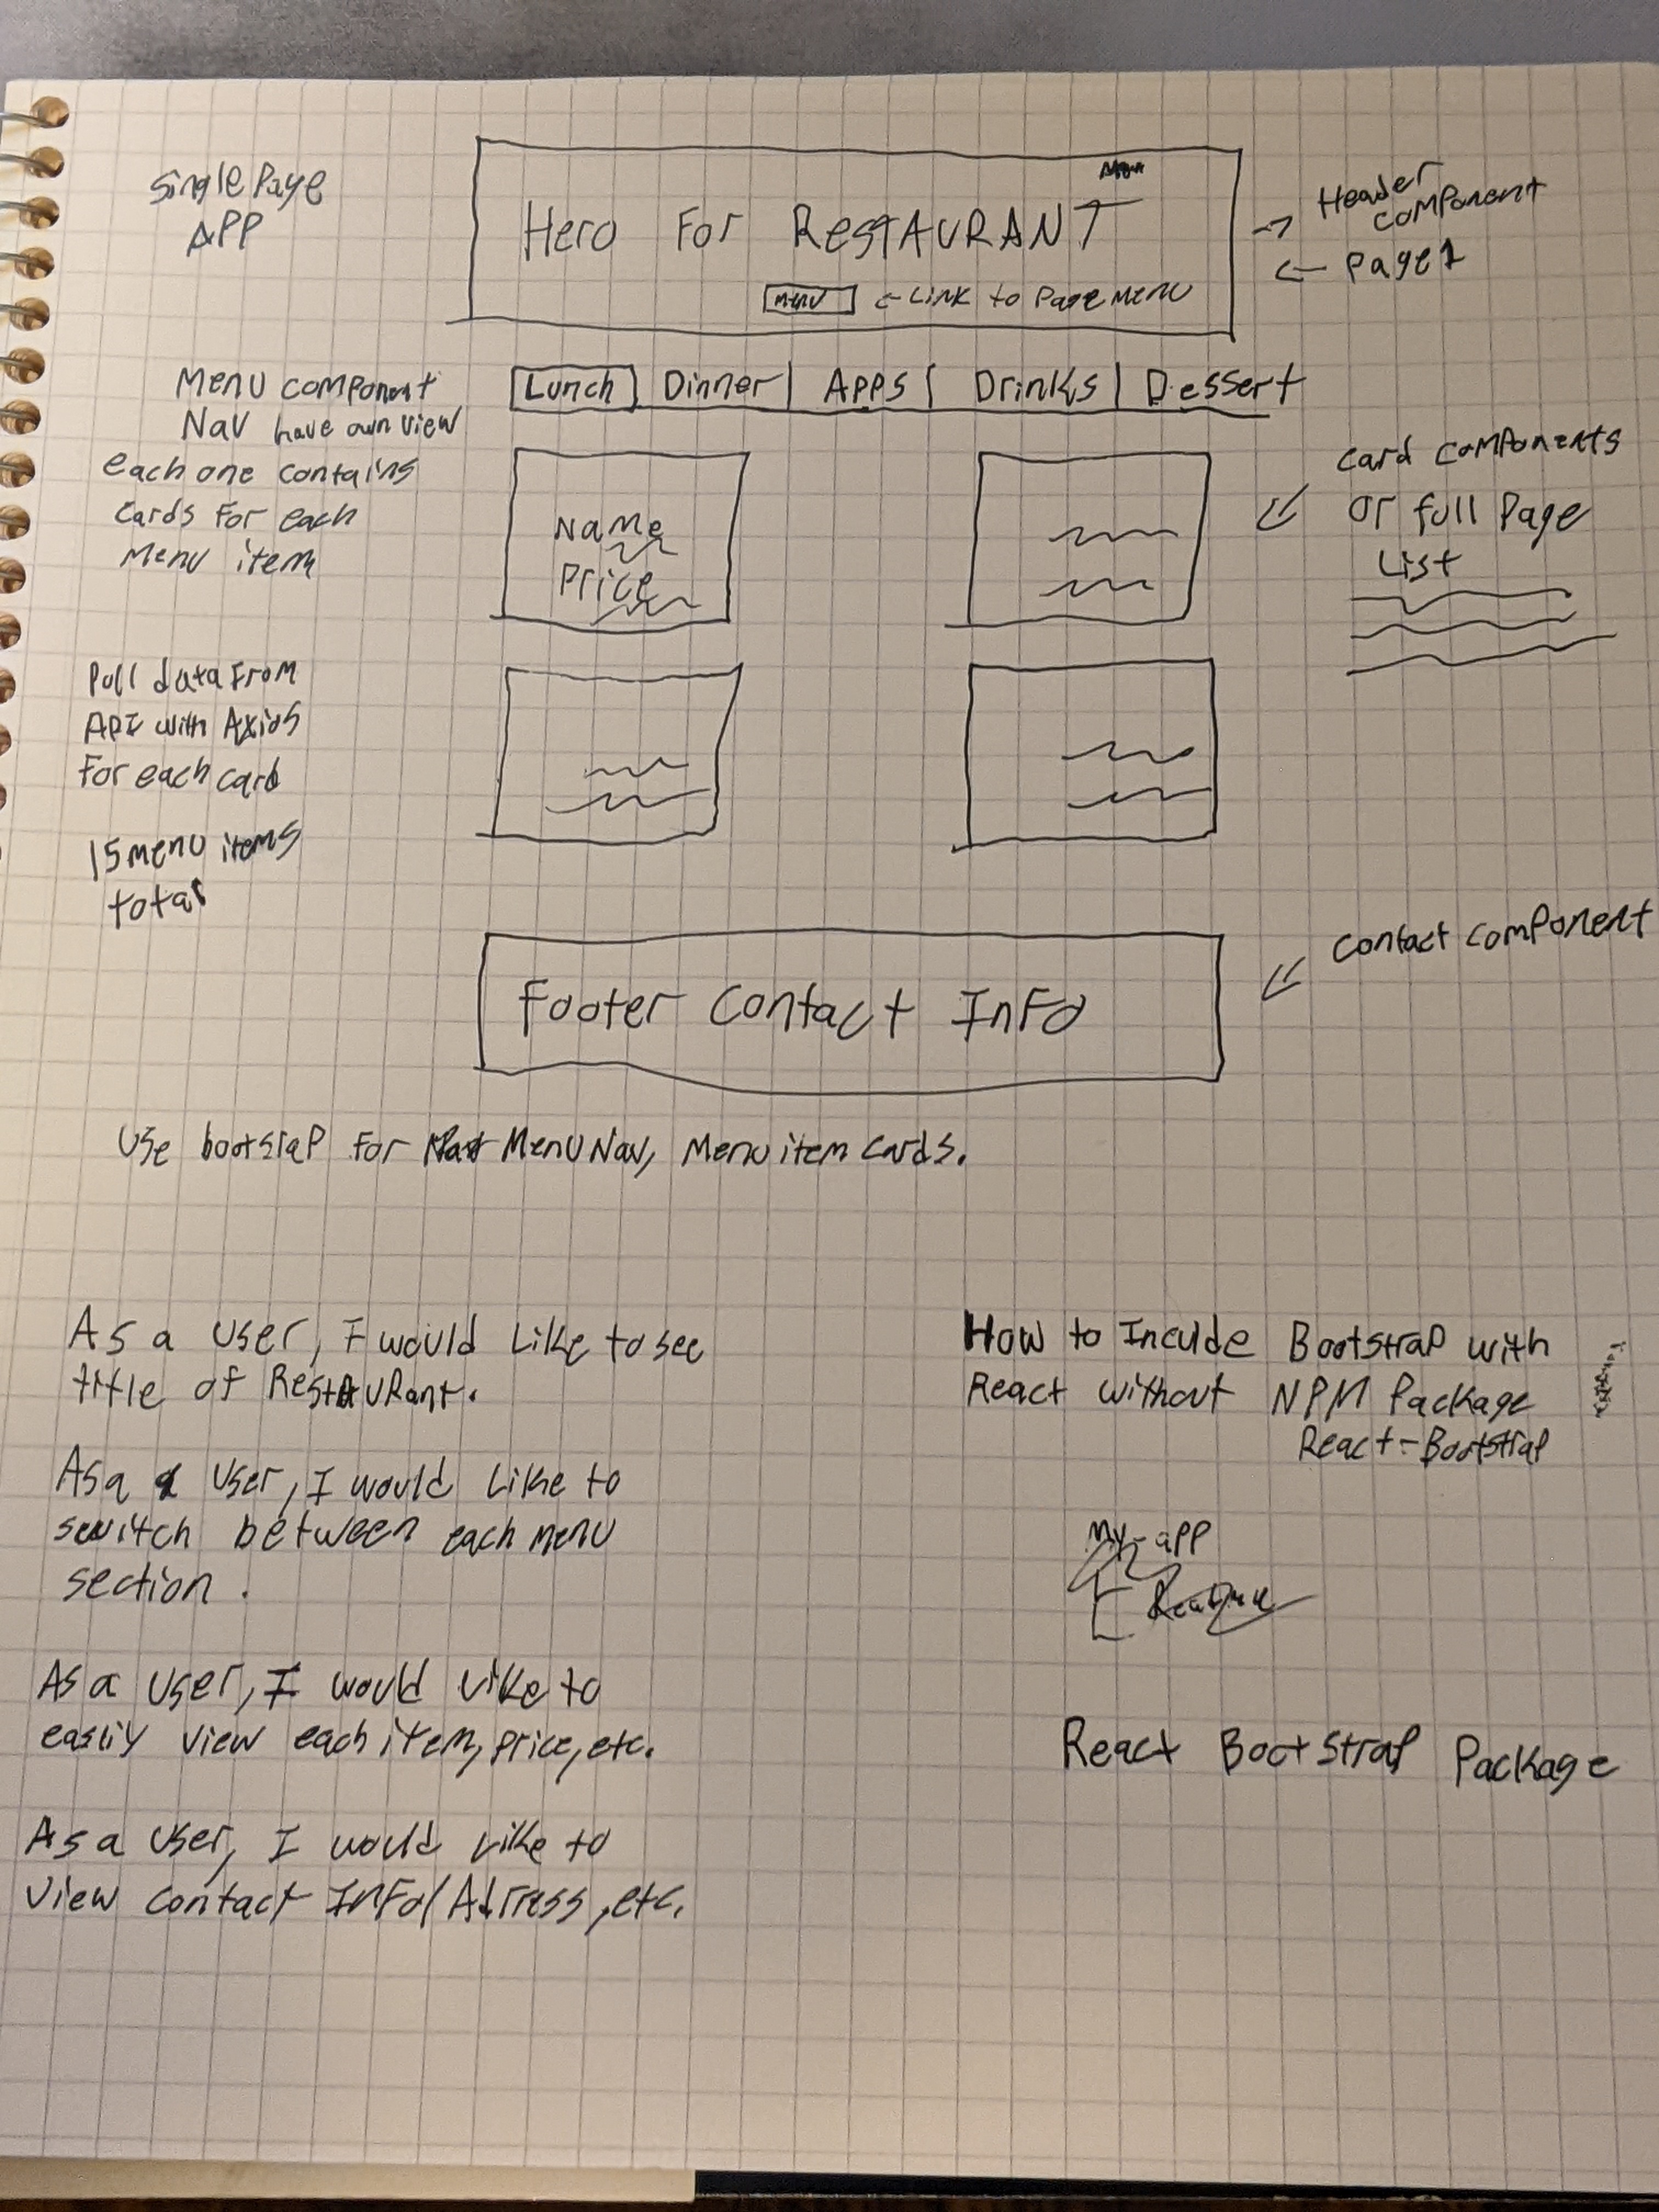 Single Page
APP
Hero For RestAURANT
Menu ← Link to Page Menu
Header
component
Page 1
Menu component
Nav have own view
each one contains
cards for each
Menu item
Lunch Dinner Apps Drinks Dessert
Name
Price
card components
or full Page
List
Pull data from
API with Axios
For each card
15 menu items
total
Footer Contact InFo
contact component
Use bootstap for Menu Nav, Menu item cards.
As a user, I would Like to see
title of RestAURant.
As a user, I would Like to
switch between each menu
section.
As a user, I would like to
easily view each item, price, etc.
As a user, I would Like to
view contact InFo/Adress, etc.
How to Inculde Bootstrap with
React without NPM Package
React-Bootstrap
My-app
React Bootstrap Package